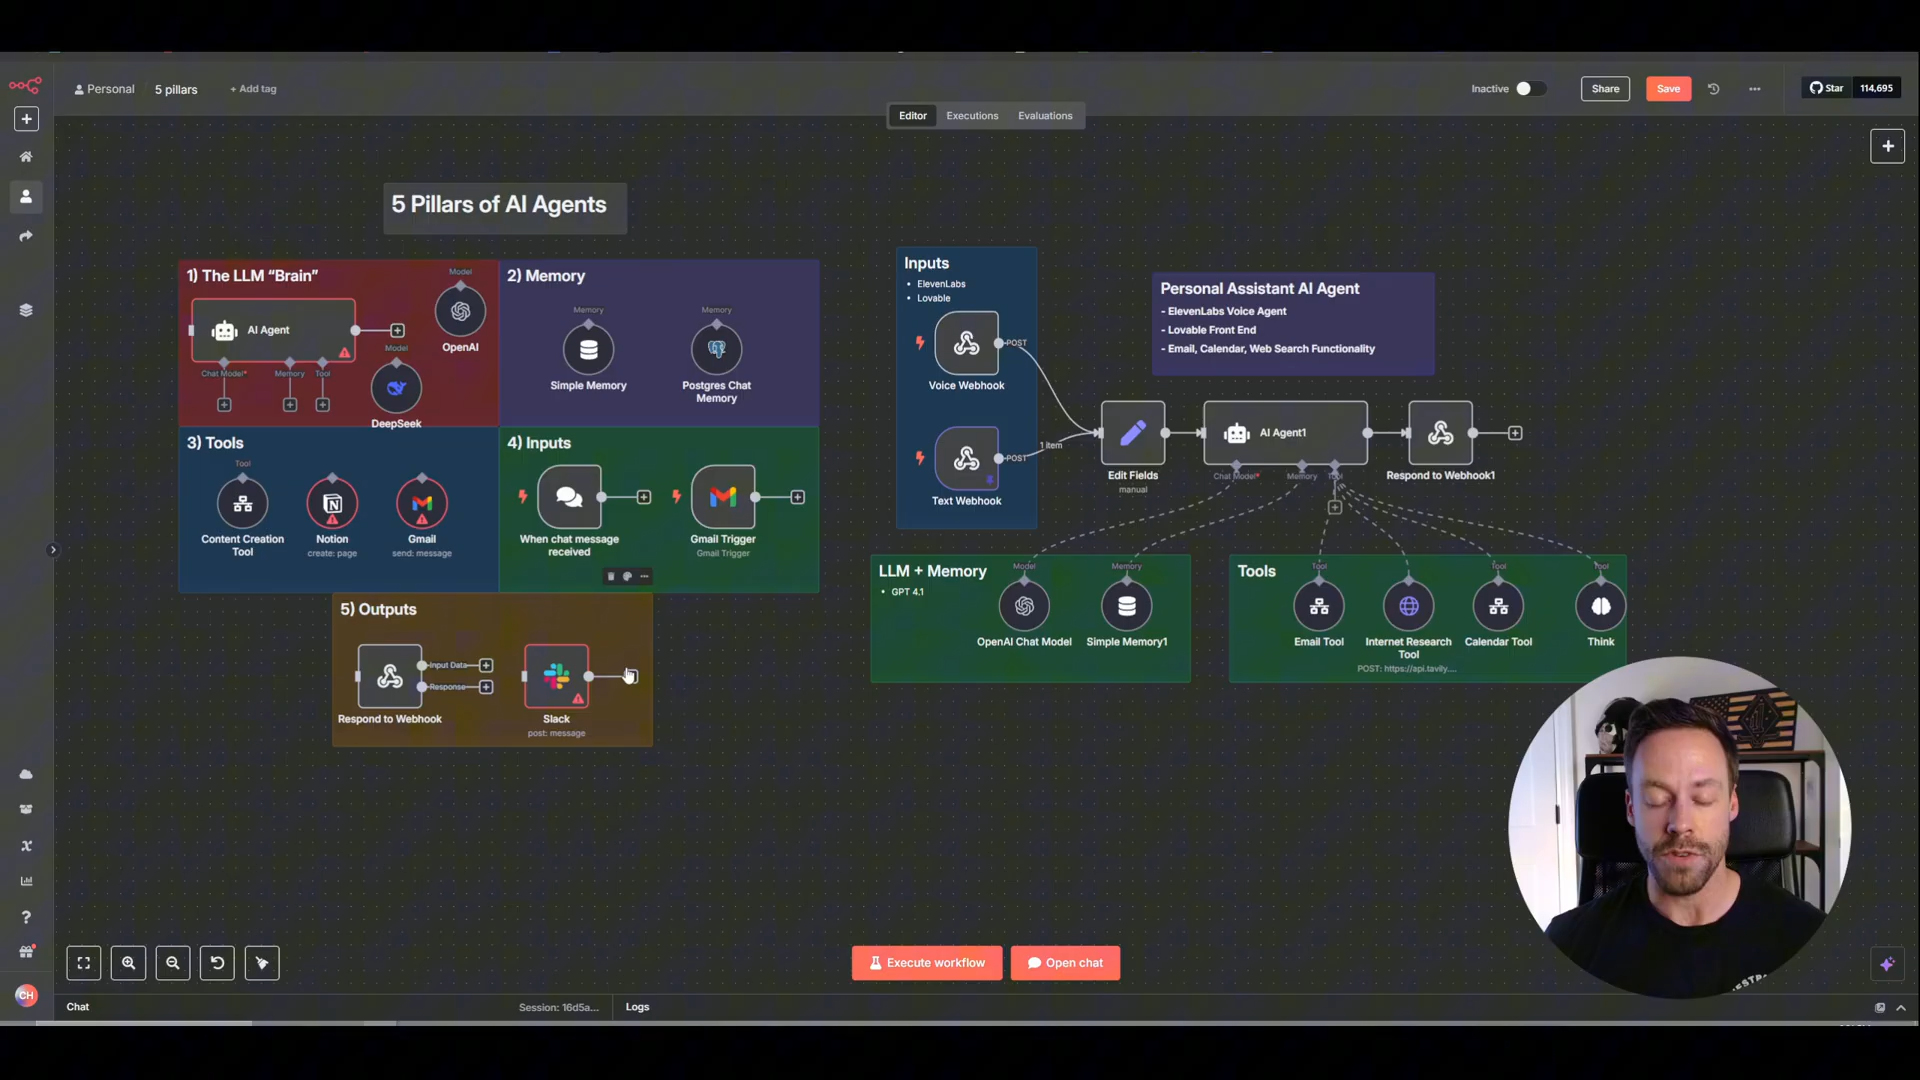 Personal
5 pillars
+ Add tag
Inactive
Share
Save
Star
114,695
Editor
Executions
Evaluations
5 Pillars of AI Agents
1) The LLM “Brain”
AI Agent
Chat Model*
Memory
Tool
Model
OpenAI
Model
DeepSeek
2) Memory
Memory
Simple Memory
Memory
Postgres Chat
Memory
3) Tools
Tool
Content Creation
Tool
Notion
create: page
Gmail
send: message
4) Inputs
When chat message
received
Gmail Trigger
Gmail Trigger
5) Outputs
Input Data
Response
Respond to Webhook
Slack
post: message
Inputs
• ElevenLabs
• Lovable
POST
Voice Webhook
POST
1 item
Text Webhook
Personal Assistant AI Agent
- ElevenLabs Voice Agent
- Lovable Front End
- Email, Calendar, Web Search Functionality
Edit Fields
manual
AI Agent1
Chat Model*
Memory
Tool
Respond to Webhook1
LLM + Memory
• GPT 4.1
Model
OpenAI Chat Model
Memory
Simple Memory1
Tools
Tool
Email Tool
Internet Research
Tool
POST: https://api.tavily....
Tool
Calendar Tool
Tool
Think
Execute workflow
Open chat
CH
Chat
Session: 16d5a...
Logs